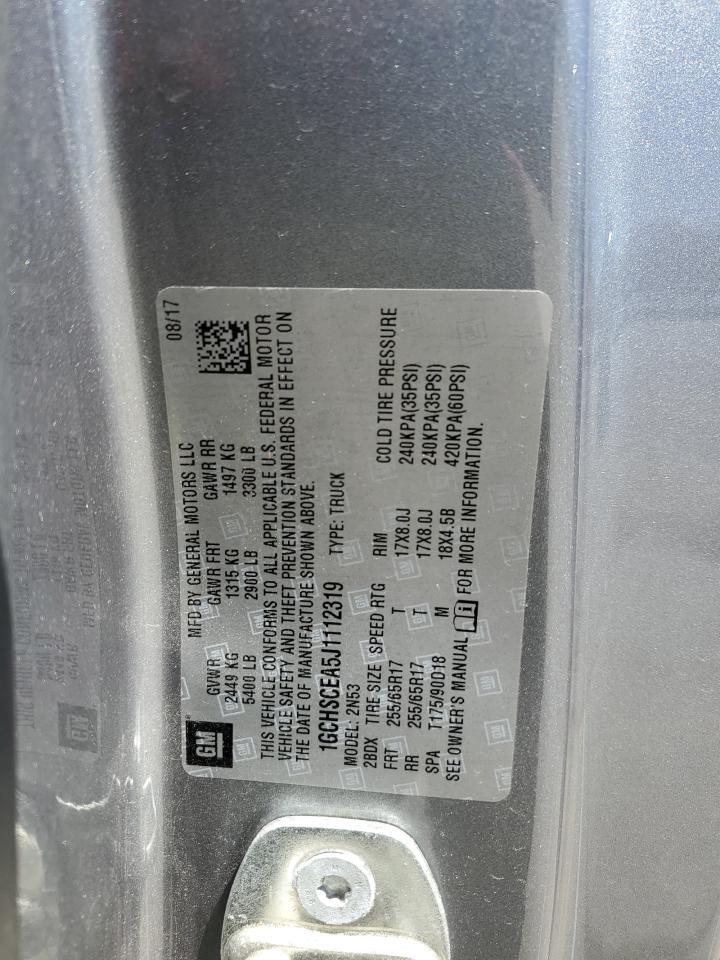 MFD BY GENERAL MOTORS LLC 08/17
GM
GVWR GAWR FRT GAWR RR
2449 KG 1315 KG 1497 KG
5400 LB 2900 LB 3300 LB
THIS VEHICLE CONFORMS TO ALL APPLICABLE U.S. FEDERAL MOTOR
VEHICLE SAFETY AND THEFT PREVENTION STANDARDS IN EFFECT ON
THE DATE OF MANUFACTURE SHOWN ABOVE.
1GCHSCEA5J1112319 TYPE: TRUCK
MODEL: 2N53
2BDX TIRE SIZE SPEED RTG RIM COLD TIRE PRESSURE
FRT 255/65R17 T 17X8.0J 240KPA(35PSI)
RR 255/65R17 T 17X8.0J 240KPA(35PSI)
SPA T175/90D18 M 18X4.5B 420KPA(60PSI)
SEE OWNER'S MANUAL FOR MORE INFORMATION.